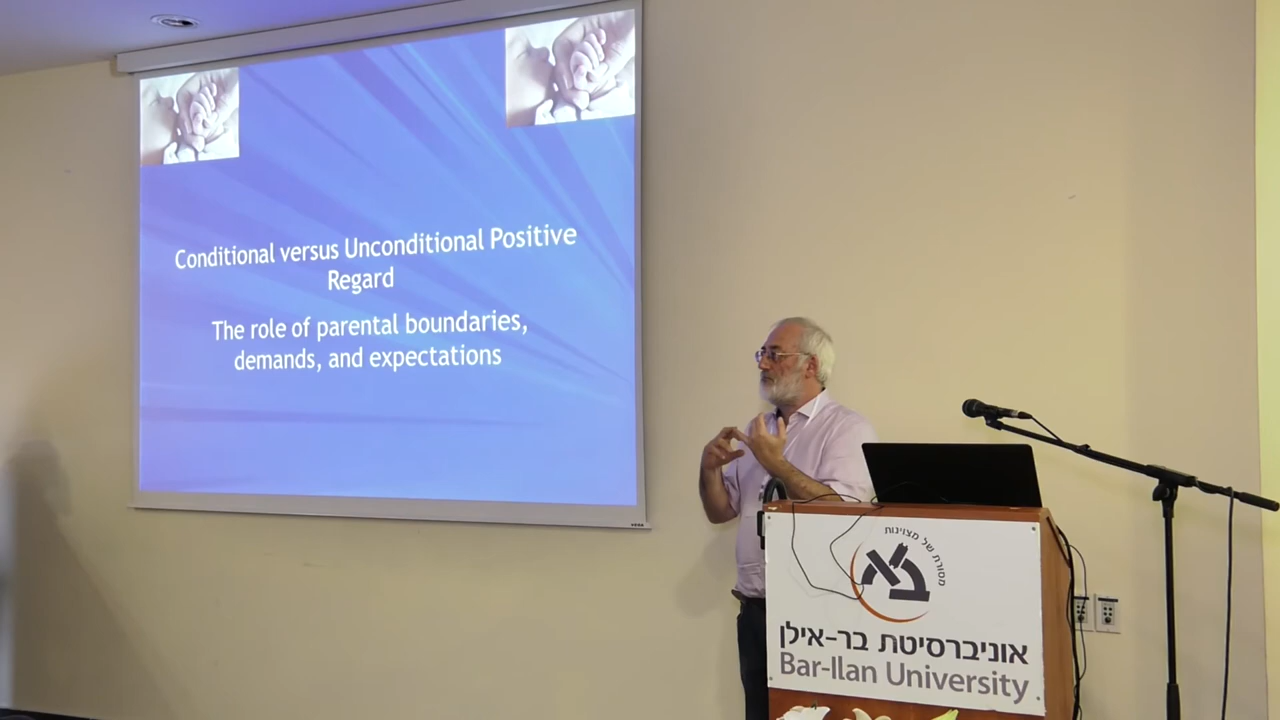 Conditional versus Unconditional Positive
Regard
The role of parental boundaries,
demands, and expectations
מסורת של מצוינות
אוניברסיטת בר-אילן
Bar-Ilan University